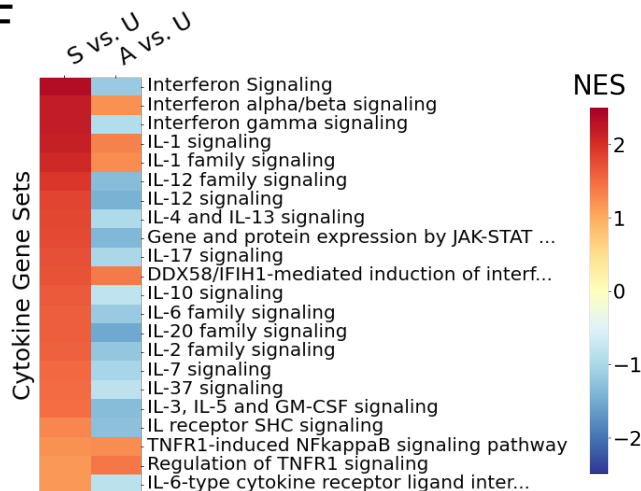 F
S vs. U
A vs. U
NES
Cytokine Gene Sets
Interferon Signaling
Interferon alpha/beta signaling
Interferon gamma signaling
IL-1 signaling
IL-1 family signaling
IL-12 family signaling
IL-12 signaling
IL-4 and IL-13 signaling
Gene and protein expression by JAK-STAT ...
IL-17 signaling
DDX58/IFIH1-mediated induction of interf...
IL-10 signaling
IL-6 family signaling
IL-20 family signaling
IL-2 family signaling
IL-7 signaling
IL-37 signaling
IL-3, IL-5 and GM-CSF signaling
IL receptor SHC signaling
TNFR1-induced NFkappaB signaling pathway
Regulation of TNFR1 signaling
IL-6-type cytokine receptor ligand inter...
2
1
0
−1
−2